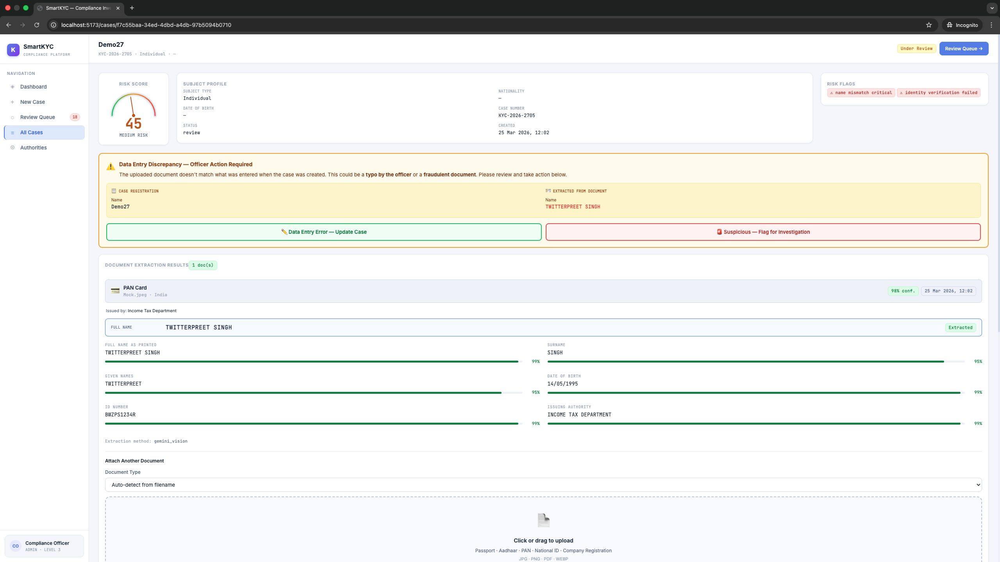 SmartKYC — Compliance Inve
localhost:5173/cases/f7c55baa-34ed-4dbd-a4db-97b5094b0710
Incognito
K
SmartKYC
COMPLIANCE PLATFORM
NAVIGATION
Dashboard
New Case
Review Queue 18
All Cases
Authorities
CO
Compliance Officer
ADMIN · LEVEL 3
Demo27
KYC-2026-2705 · Individual · —
Under Review
Review Queue →
RISK SCORE
45
MEDIUM RISK
SUBJECT PROFILE
SUBJECT TYPE
Individual
NATIONALITY
—
DATE OF BIRTH
—
CASE NUMBER
KYC-2026-2705
STATUS
review
CREATED
25 Mar 2026, 12:02
RISK FLAGS
⚠ name mismatch critical
⚠ identity verification failed
Data Entry Discrepancy — Officer Action Required
The uploaded document doesn't match what was entered when the case was created. This could be a typo by the officer or a fraudulent document. Please review and take action below.
CASE REGISTRATION
Name
Demo27
EXTRACTED FROM DOCUMENT
Name
TWITTERPREET SINGH
Data Entry Error — Update Case
Suspicious — Flag for Investigation
DOCUMENT EXTRACTION RESULTS 1 doc(s)
PAN Card
Mock.jpeg · India
98% conf.
25 Mar 2026, 12:02
Issued by: Income Tax Department
FULL NAME TWITTERPREET SINGH Extracted
FULL NAME AS PRINTED
TWITTERPREET SINGH
99%
SURNAME
SINGH
95%
GIVEN NAMES
TWITTERPREET
95%
DATE OF BIRTH
14/05/1995
99%
ID NUMBER
BWZPS1234R
99%
ISSUING AUTHORITY
INCOME TAX DEPARTMENT
99%
Extraction method: gemini_vision
Attach Another Document
Document Type
Auto-detect from filename
Click or drag to upload
Passport · Aadhaar · PAN · National ID · Company Registration
JPG · PNG · PDF · WEBP